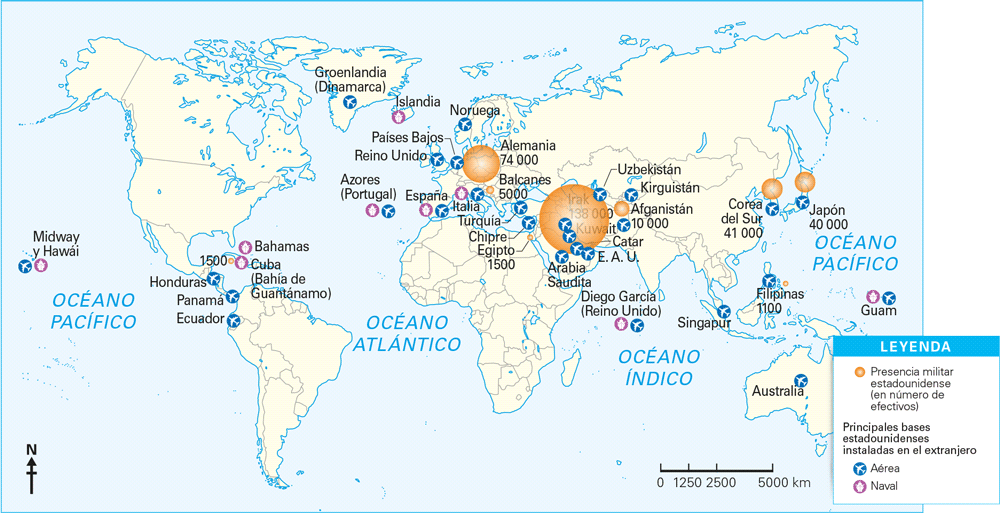 Groenlandia
(Dinamarca)
Islandia
Noruega
Países Bajos
Reino Unido
Alemania
74 000
Balcanes
5000
Uzbekistán
Kirguistán
Azores
(Portugal)
España
Italia
Turquía
Irak
138 000
Kuwait
Afganistán
10 000
Corea
del Sur
41 000
Japón
40 000
Chipre
Egipto
1500
Catar
E. A. U.
Arabia
Saudita
Midway
y Hawái
Bahamas
1500
Cuba
(Bahía de
Guantánamo)
Honduras
Panamá
Ecuador
Diego García
(Reino Unido)
Singapur
Filipinas
1100
Guam
Australia
OCÉANO
PACÍFICO
OCÉANO
ATLÁNTICO
OCÉANO
ÍNDICO
OCÉANO
PACÍFICO
N
0 1250 2500 5000 km
LEYENDA
Presencia militar
estadounidense
(en número de
efectivos)
Principales bases
estadounidenses
instaladas en el extranjero
Aérea
Naval